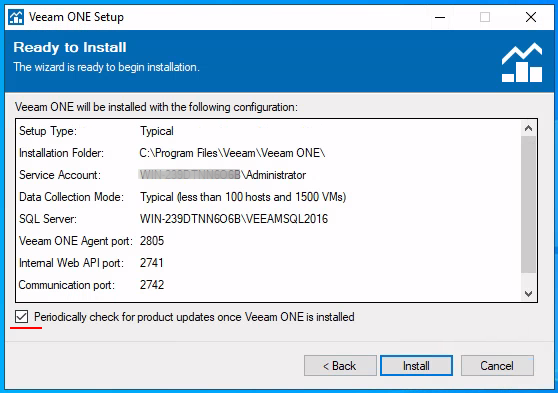 Veeam ONE Setup
Ready to Install
The wizard is ready to begin installation.
Veeam ONE will be installed with the following configuration:
Setup Type: Typical
Installation Folder: C:\Program Files\Veeam\Veeam ONE\
Service Account: \Administrator
Data Collection Mode: Typical (less than 100 hosts and 1500 VMs)
SQL Server: WIN-239DTNN6O6B\VEEAMSQL2016
Veeam ONE Agent port: 2805
Internal Web API port: 2741
Communication port: 2742
Periodically check for product updates once Veeam ONE is installed
< Back Install Cancel